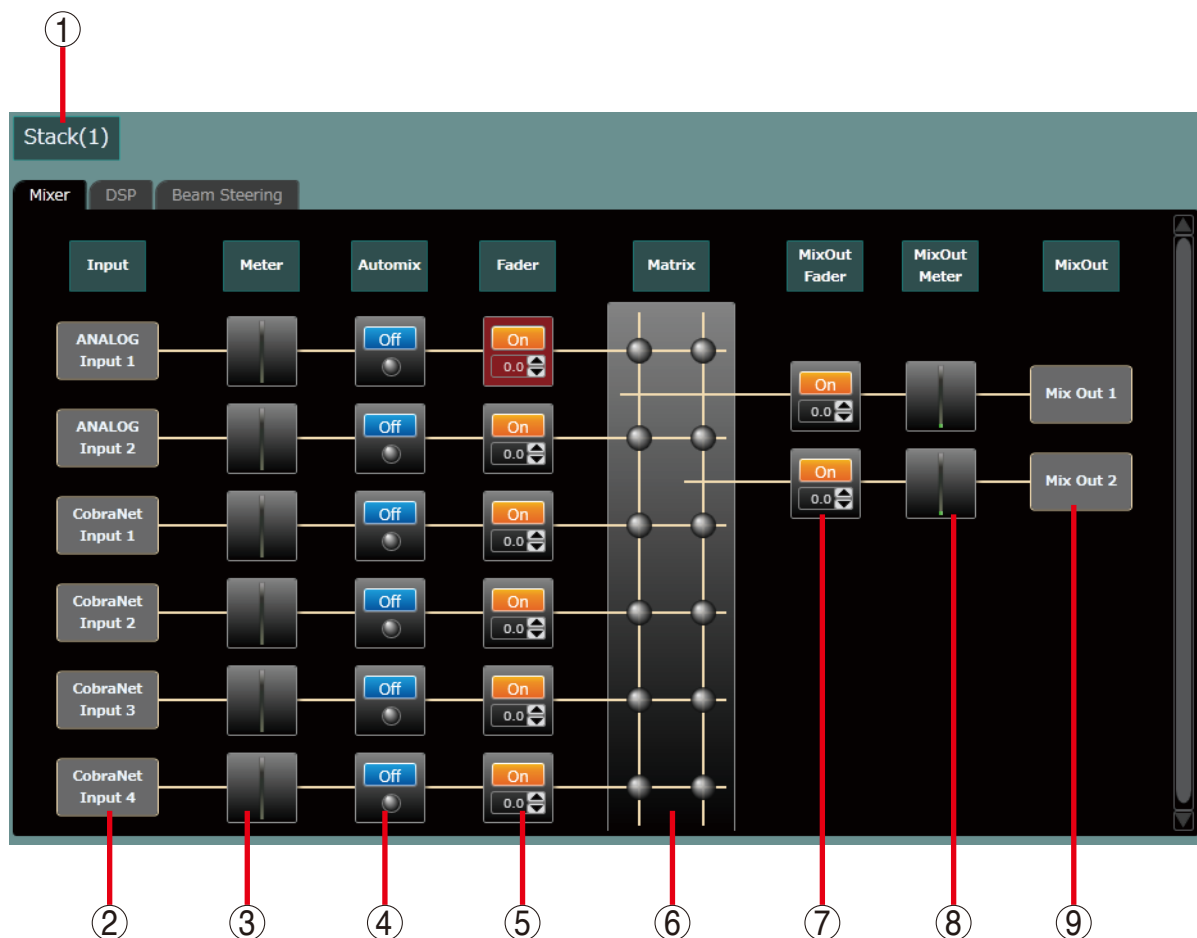 ①
Stack(1)
Mixer DSP Beam Steering
Input Meter Automix Fader Matrix MixOut Fader MixOut Meter MixOut
ANALOG
Input 1
Off
On
0.0
ANALOG
Input 2
Off
On
0.0
CobraNet
Input 1
Off
On
0.0
CobraNet
Input 2
Off
On
0.0
CobraNet
Input 3
Off
On
0.0
CobraNet
Input 4
Off
On
0.0
On
0.0
Mix Out 1
On
0.0
Mix Out 2
② ③ ④ ⑤ ⑥ ⑦ ⑧ ⑨